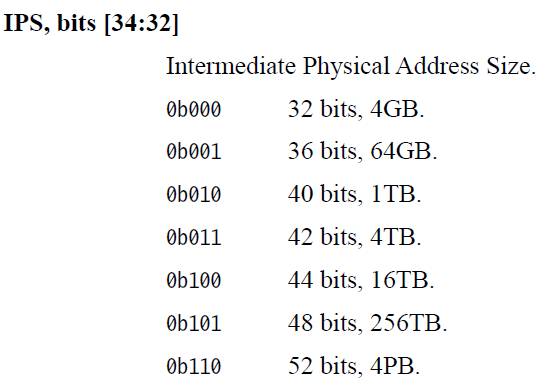 IPS, bits [34:32]
Intermediate Physical Address Size.
0b000 32 bits, 4GB.
0b001 36 bits, 64GB.
0b010 40 bits, 1TB.
0b011 42 bits, 4TB.
0b100 44 bits, 16TB.
0b101 48 bits, 256TB.
0b110 52 bits, 4PB.